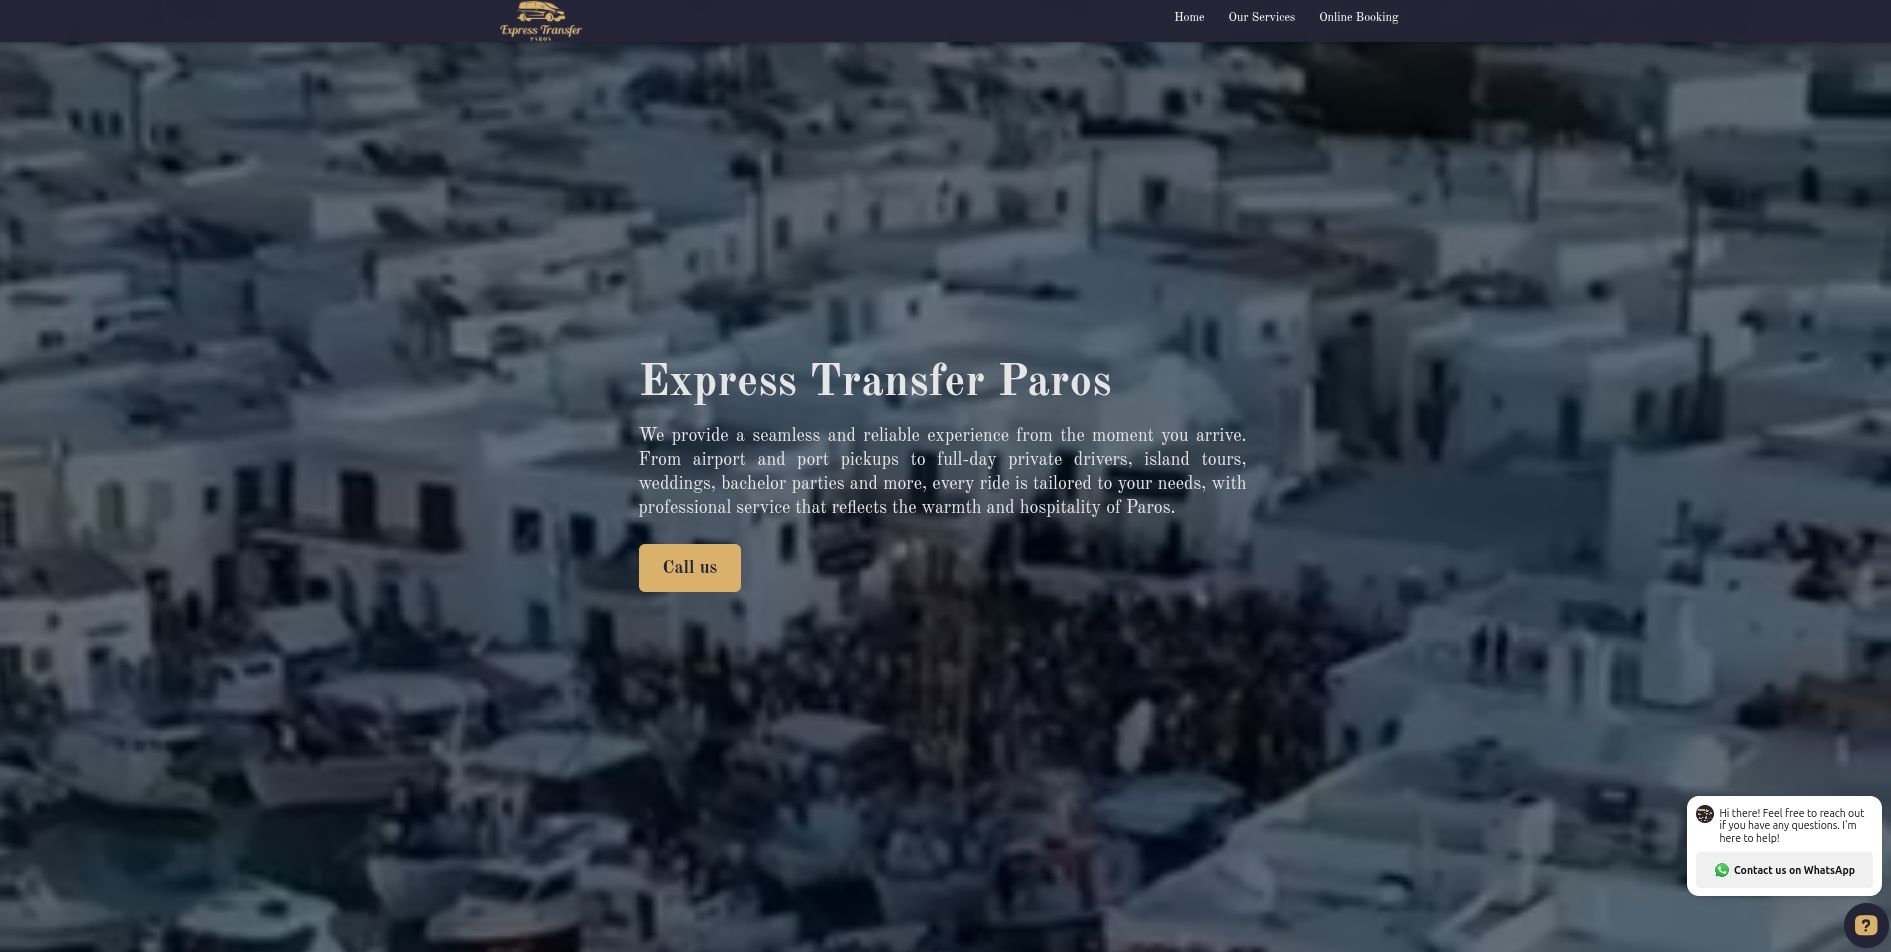 Express Transfer
PAROS
Home Our Services Online Booking
Express Transfer Paros
We provide a seamless and reliable experience from the moment you arrive.
From airport and port pickups to full-day private drivers, island tours,
weddings, bachelor parties and more, every ride is tailored to your needs, with
professional service that reflects the warmth and hospitality of Paros.
Call us
Hi there! Feel free to reach out
if you have any questions. I'm
here to help!
Contact us on WhatsApp
?